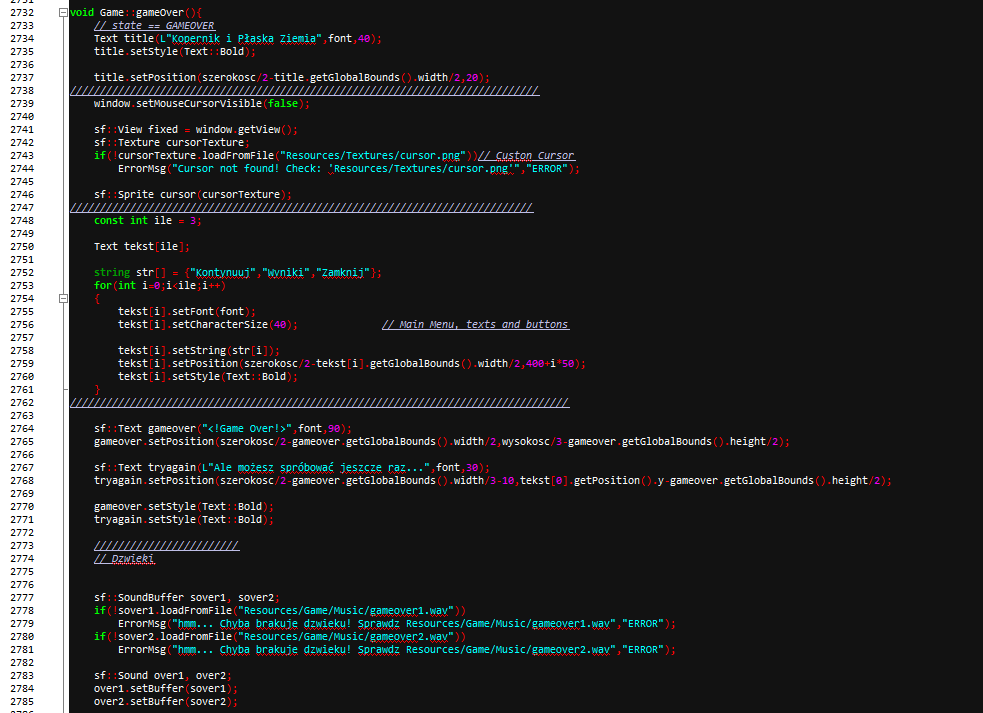 2732 void Game::gameOver(){
2733 // state == GAMEOVER
2734 Text title(L"Kopernik i Płaska Ziemia",font,40);
2735 title.setStyle(Text::Bold);
2736
2737 title.setPosition(szerokosc/2-title.getGlobalBounds().width/2,20);
2738 //////////////////////////////////////////////////////////////////////////////
2739 window.setMouseCursorVisible(false);
2740
2741 sf::View fixed = window.getView();
2742 sf::Texture cursorTexture;
2743 if(!cursorTexture.loadFromFile("Resources/Textures/cursor.png"))// Custon Cursor
2744 ErrorMsg("Cursor not found! Check: 'Resources/Textures/cursor.png'","ERROR");
2745
2746 sf::Sprite cursor(cursorTexture);
2747 /////////////////////////////////////////////////////////////////////////////
2748 const int ile = 3;
2749
2750 Text tekst[ile];
2751
2752 string str[] = {"Kontynuuj","Wyniki","Zamknij"};
2753 for(int i=0;i<ile;i++)
2754 {
2755 tekst[i].setFont(font);
2756 tekst[i].setCharacterSize(40); // Main Menu, texts and buttons
2757
2758 tekst[i].setString(str[i]);
2759 tekst[i].setPosition(szerokosc/2-tekst[i].getGlobalBounds().width/2,400+i*50);
2760 tekst[i].setStyle(Text::Bold);
2761 }
2762 ///////////////////////////////////////////////////////////////////////////////////
2763
2764 sf::Text gameover("<!Game Over!>",font,90);
2765 gameover.setPosition(szerokosc/2-gameover.getGlobalBounds().width/2,wysokosc/3-gameover.getGlobalBounds().height/2);
2766
2767 sf::Text tryagain(L"Ale możesz spróbować jeszcze raz...",font,30);
2768 tryagain.setPosition(szerokosc/2-gameover.getGlobalBounds().width/3-10,tekst[0].getPosition().y-gameover.getGlobalBounds().height/2);
2769
2770 gameover.setStyle(Text::Bold);
2771 tryagain.setStyle(Text::Bold);
2772
2773 ////////////////////////
2774 // Dzwieki
2775
2776
2777 sf::SoundBuffer sover1, sover2;
2778 if(!sover1.loadFromFile("Resources/Game/Music/gameover1.wav"))
2779 ErrorMsg("hmm... Chyba brakuje dzwieku! Sprawdz Resources/Game/Music/gameover1.wav","ERROR");
2780 if(!sover2.loadFromFile("Resources/Game/Music/gameover2.wav"))
2781 ErrorMsg("hmm... Chyba brakuje dzwieku! Sprawdz Resources/Game/Music/gameover2.wav","ERROR");
2782
2783 sf::Sound over1, over2;
2784 over1.setBuffer(sover1);
2785 over2.setBuffer(sover2);